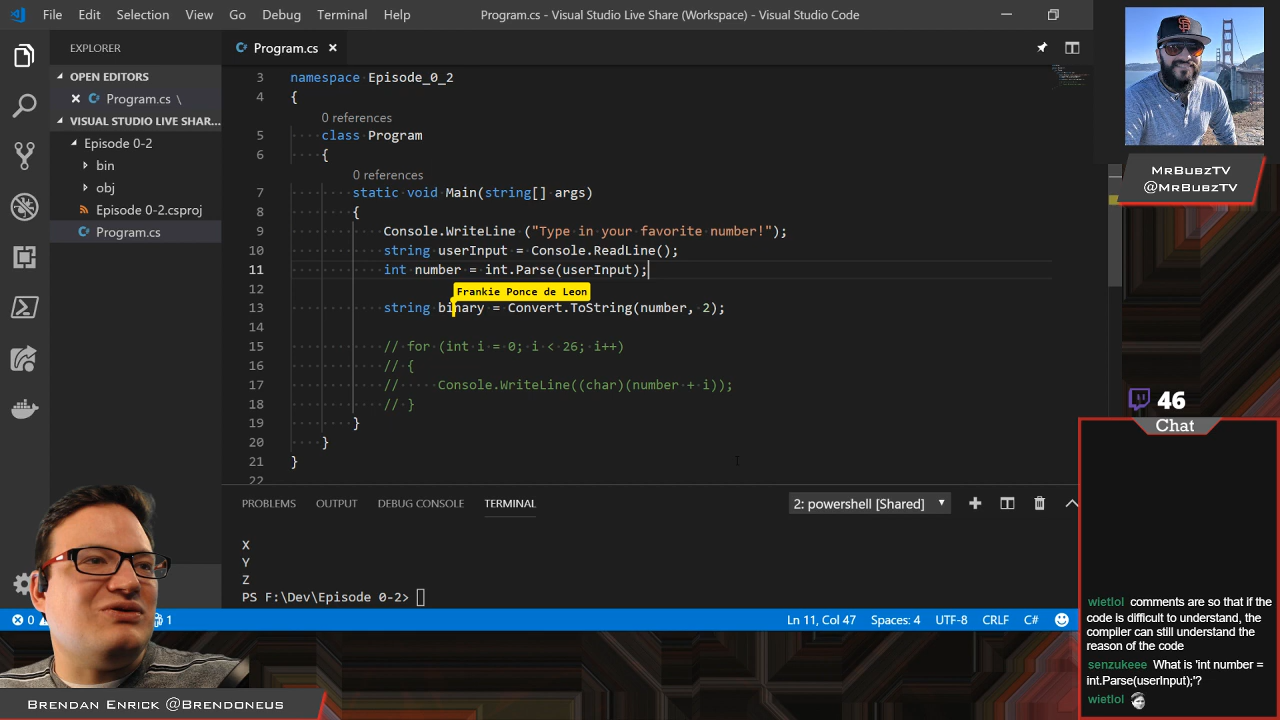 File Edit Selection View Go Debug Terminal Help
Program.cs - Visual Studio Live Share (Workspace) - Visual Studio Code
EXPLORER
OPEN EDITORS
Program.cs \
VISUAL STUDIO LIVE SHAR...
Episode 0-2
bin
obj
Episode 0-2.csproj
Program.cs
Program.cs
3 namespace Episode_0_2
4 {
0 references
5 class Program
6 {
0 references
7 static void Main(string[] args)
8 {
9 Console.WriteLine ("Type in your favorite number!");
10 string userInput = Console.ReadLine();
11 int number = int.Parse(userInput);
12
Frankie Ponce de Leon
13 string binary = Convert.ToString(number, 2);
14
15 // for (int i = 0; i < 26; i++)
16 // {
17 // Console.WriteLine((char)(number + i));
18 // }
19 }
20 }
21 }
22
PROBLEMS OUTPUT DEBUG CONSOLE TERMINAL
2: powershell [Shared]
X
Y
Z
PS F:\Dev\Episode 0-2>
0
1
Ln 11, Col 47 Spaces: 4 UTF-8 CRLF C#
MrBubzTV
@MrBubzTV
46
Chat
wietlol comments are so that if the
code is difficult to understand, the
compiler can still understand the
reason of the code
senzukeee What is 'int number =
int.Parse(userInput);'?
wietlol
Brendan Enrick @Brendoneus